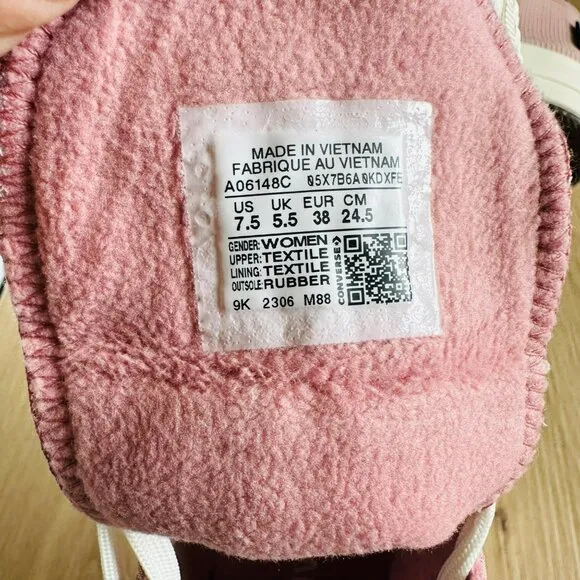 MADE IN VIETNAM
FABRIQUE AU VIETNAM
A06148C 05X7B6A0KDXFE
US UK EUR CM
7.5 5.5 38 24.5
GENDER: WOMEN
UPPER: TEXTILE
LINING: TEXTILE
OUTSOLE: RUBBER
CONVERSE
9K 2306 M88